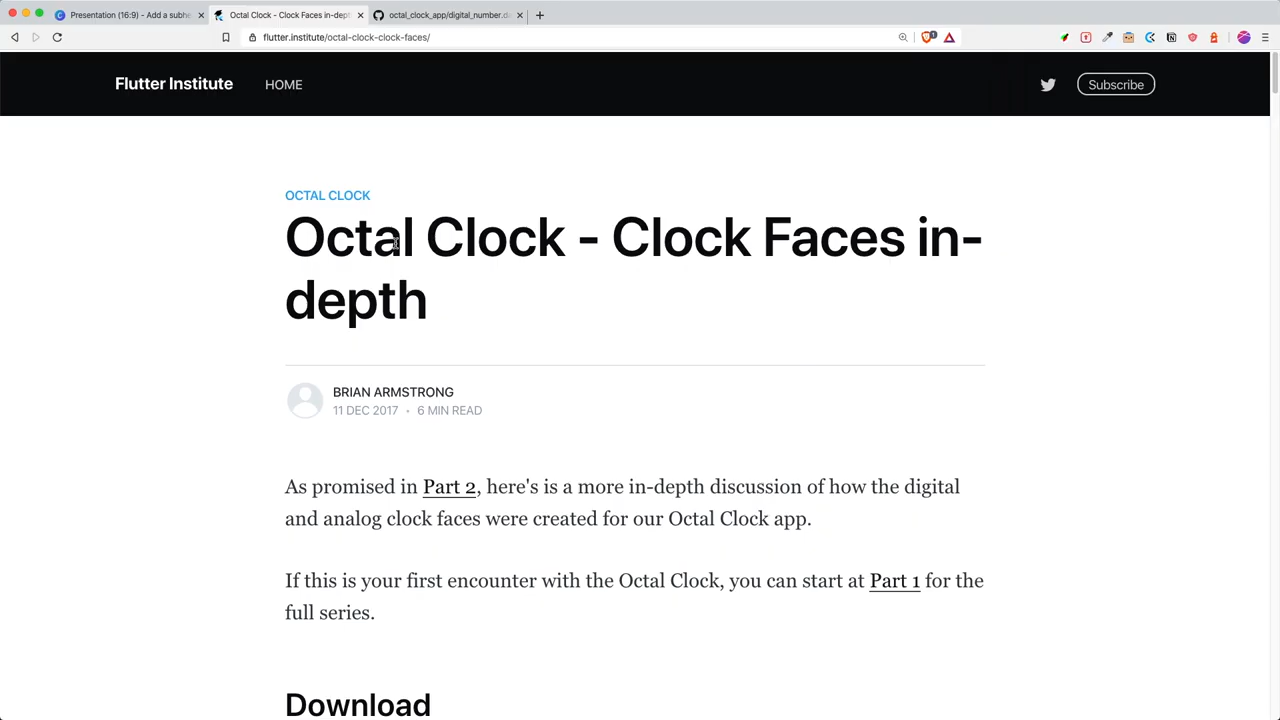 Presentation (16:9) - Add a subhe
Octal Clock - Clock Faces in-dept
octal_clock_app/digital_number.d
flutter.institute/octal-clock-clock-faces/
Flutter Institute
HOME
Subscribe
OCTAL CLOCK
Octal Clock - Clock Faces in-
depth
BRIAN ARMSTRONG
11 DEC 2017 • 6 MIN READ
As promised in Part 2, here's is a more in-depth discussion of how the digital
and analog clock faces were created for our Octal Clock app.
If this is your first encounter with the Octal Clock, you can start at Part 1 for the
full series.
Download